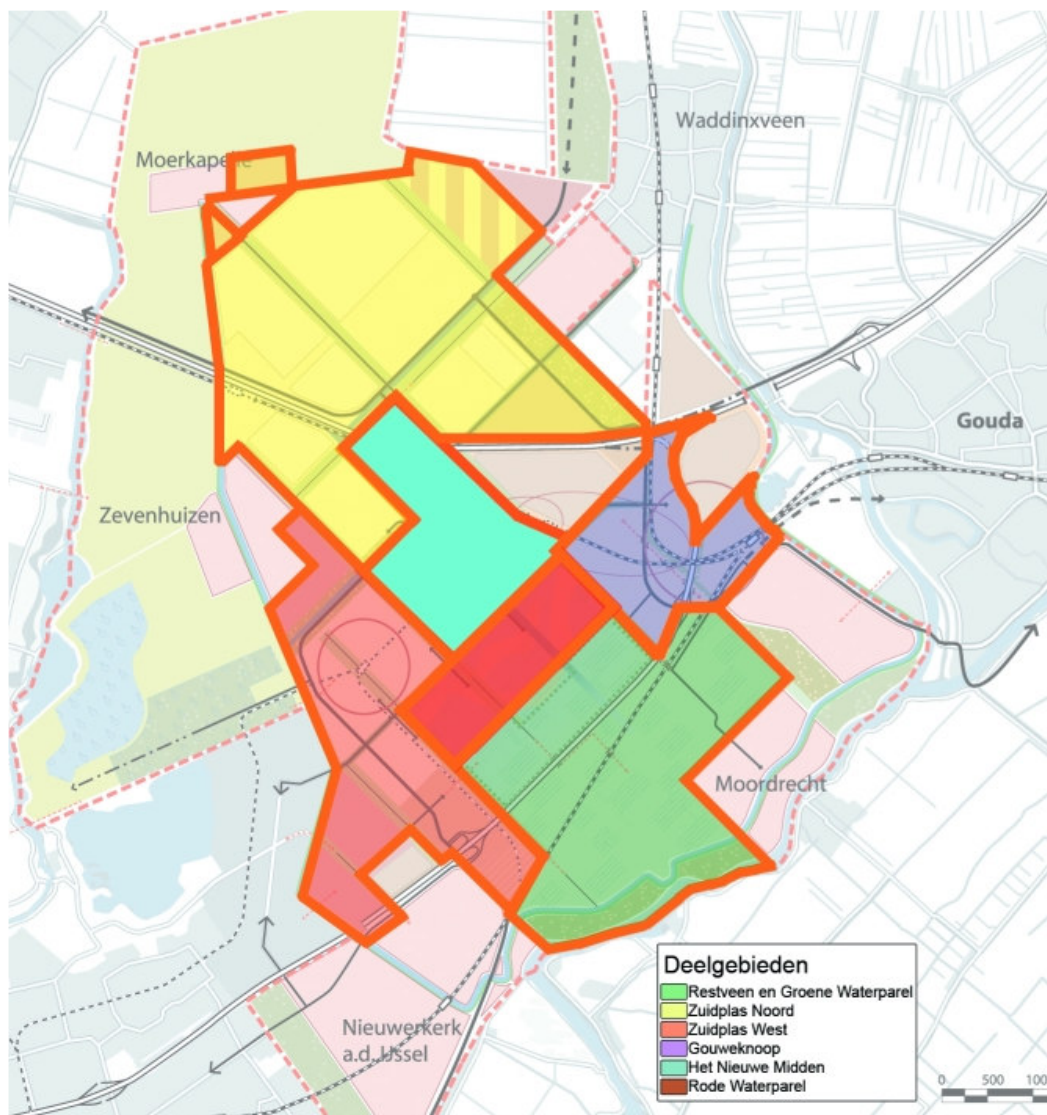 Waddinxveen
Moerkapelle
Gouda
Zevenhuizen
Moordrecht
Nieuwerkerk
a.d. IJssel
Deelgebieden
Restveen en Groene Waterparel
Zuidplas Noord
Zuidplas West
Gouweknoop
Het Nieuwe Midden
Rode Waterparel
0 500 100